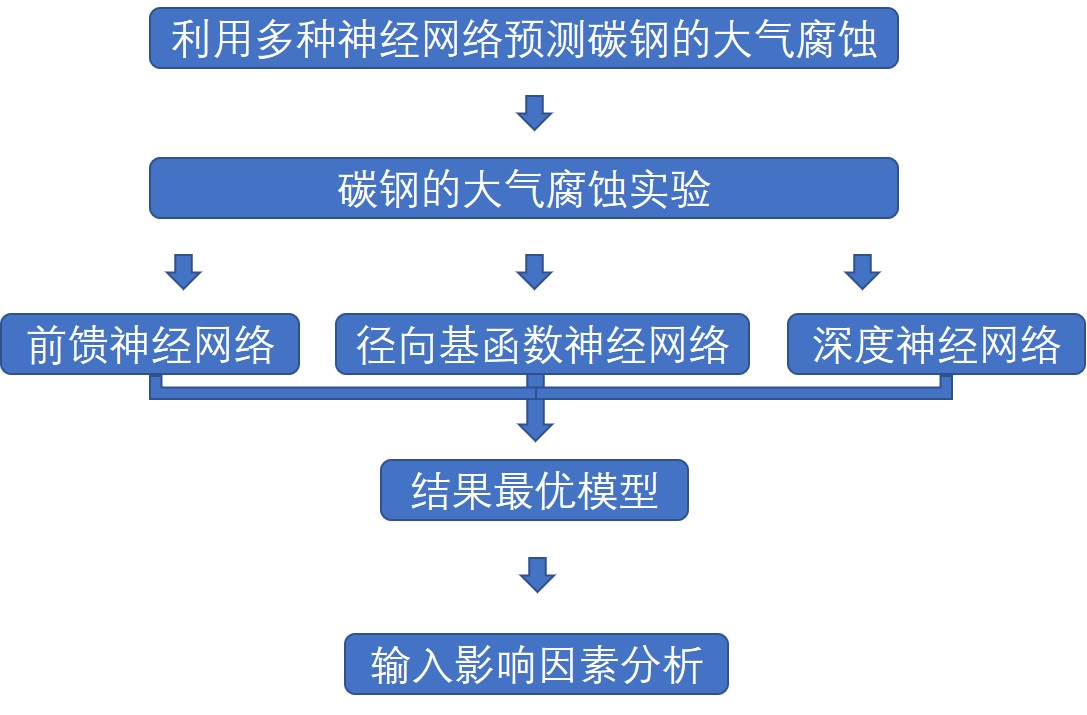 利用多种神经网络预测碳钢的大气腐蚀
碳钢的大气腐蚀实验
前馈神经网络
径向基函数神经网络
深度神经网络
结果最优模型
输入影响因素分析